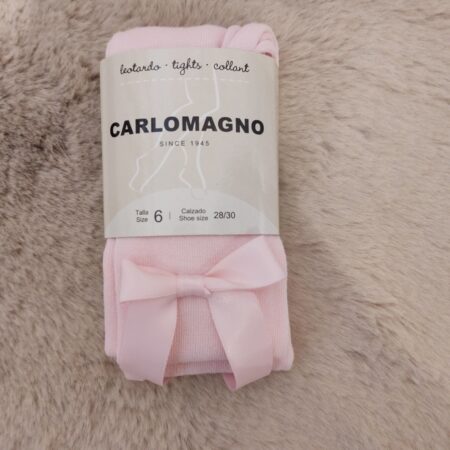 leotardo · tights · collant
CARLOMAGNO
SINCE 1945
Talla Calzado
Size 6 Shoe size 28/30